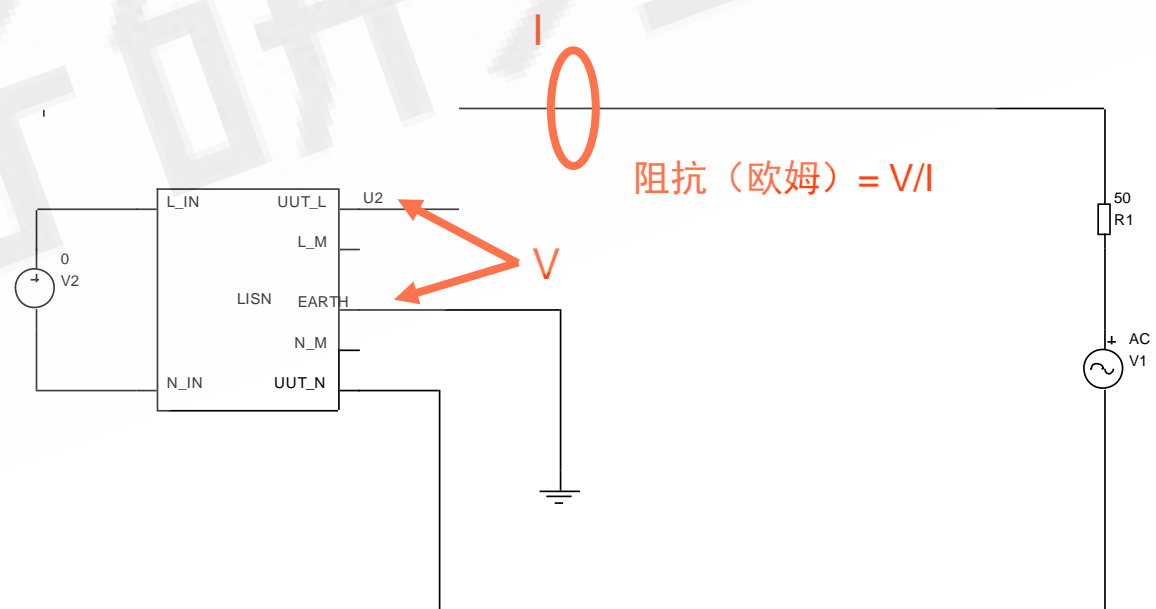 I
阻抗（欧姆）= V/I
50
R1
L_IN
UUT_L
U2
L_M
V
0
V2
LISN
EARTH
N_M
AC
V1
N_IN
UUT_N